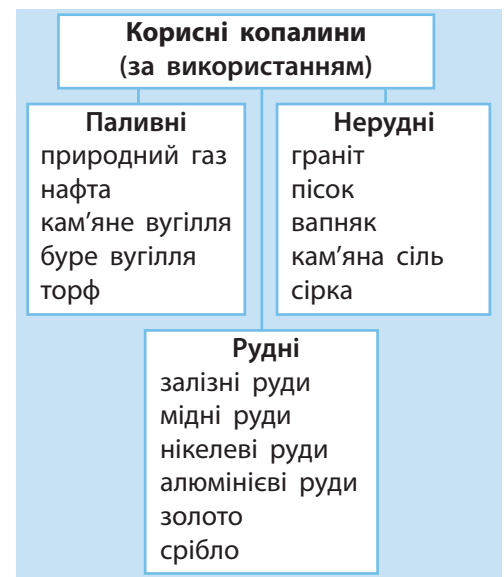 Корисні копалини
(за використанням)
Паливні
природний газ
нафта
кам’яне вугілля
буре вугілля
торф
Нерудні
граніт
пісок
вапняк
кам’яна сіль
сірка
Рудні
залізні руди
мідні руди
нікелеві руди
алюмінієві руди
золото
срібло